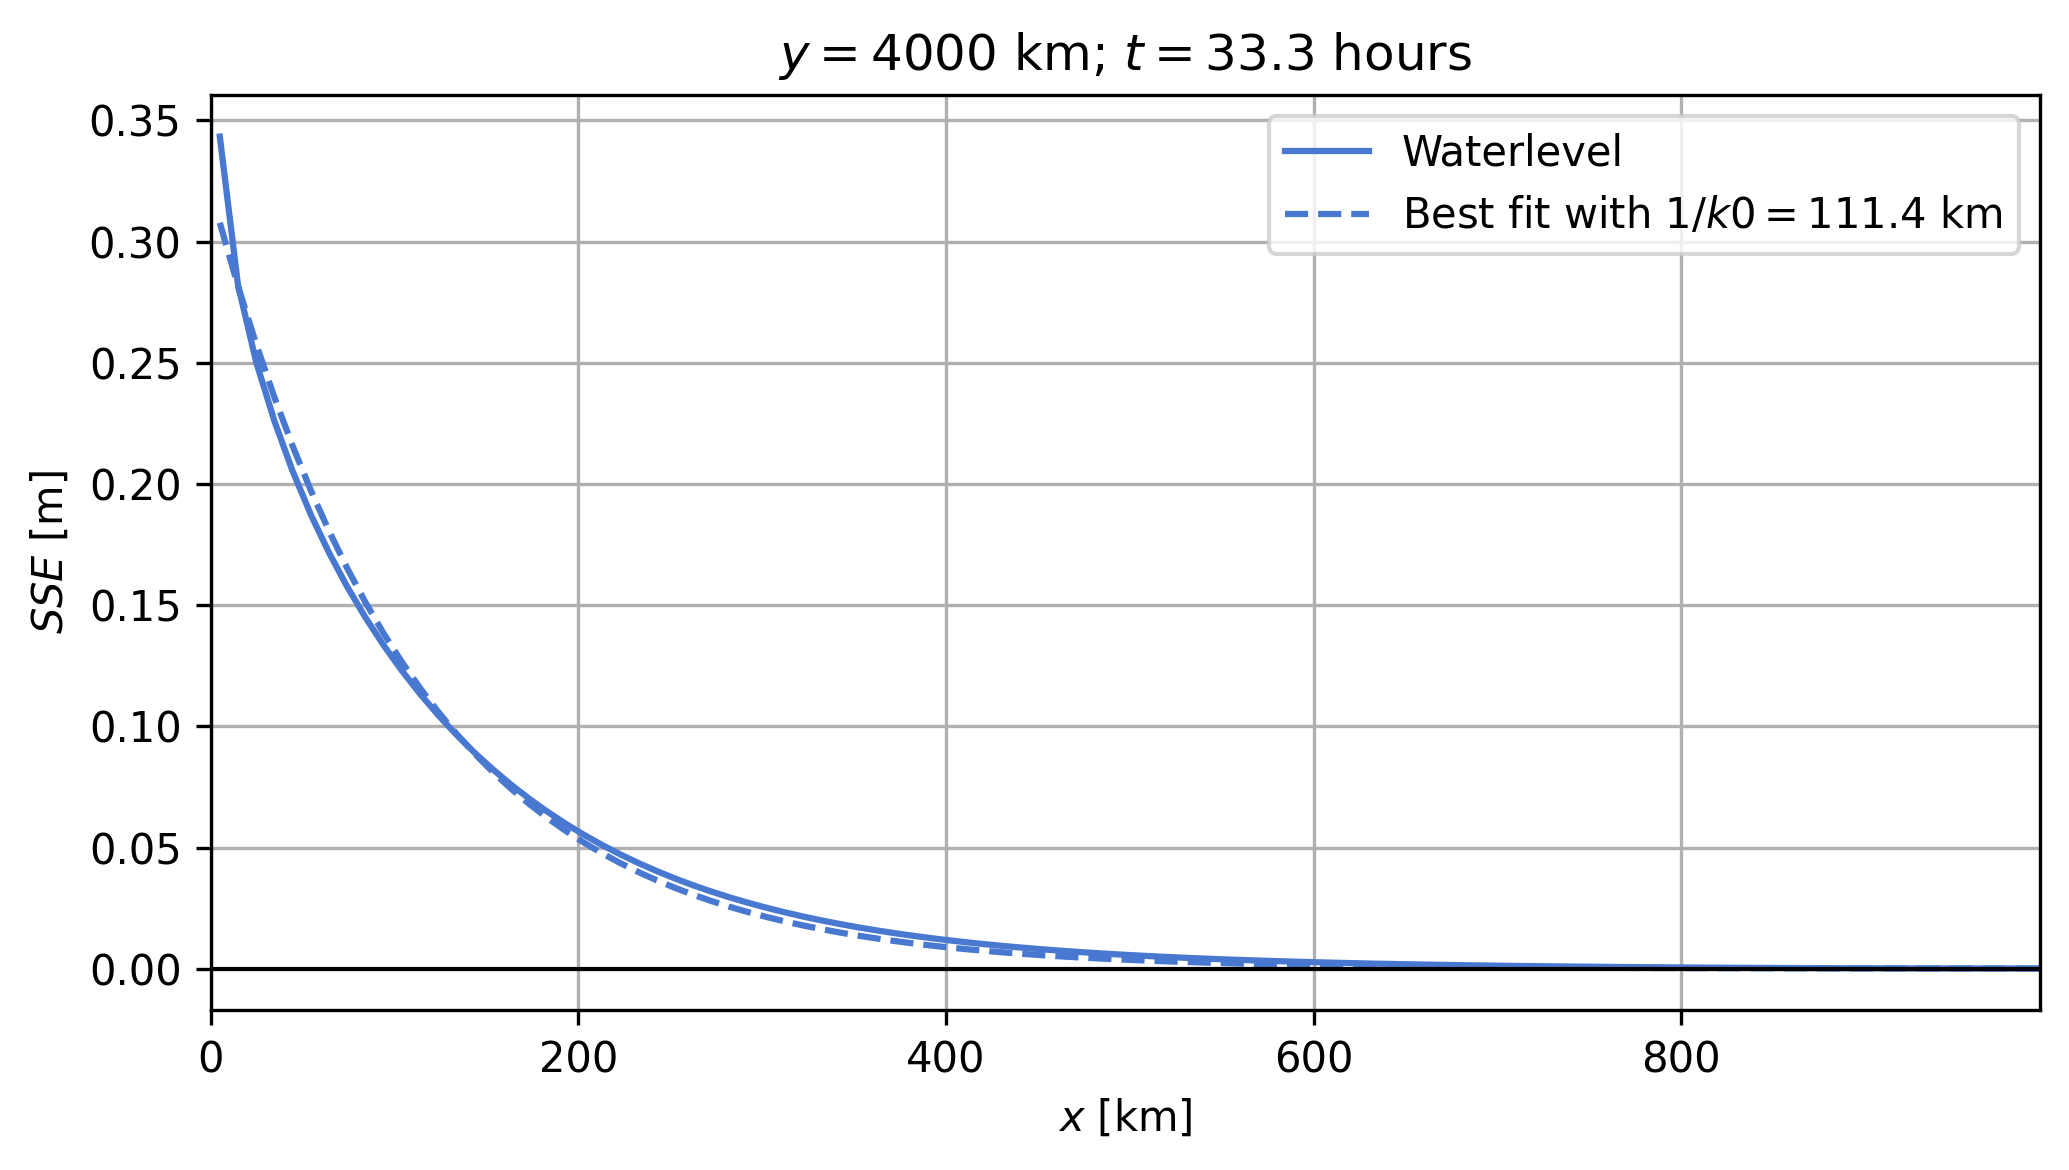 y = 4000 km; t = 33.3 hours
0.35
0.30
0.25
0.20
0.15
0.10
0.05
0.00
SSE [m]
Waterlevel
Best fit with 1/k0 = 111.4 km
0 200 400 600 800
x [km]